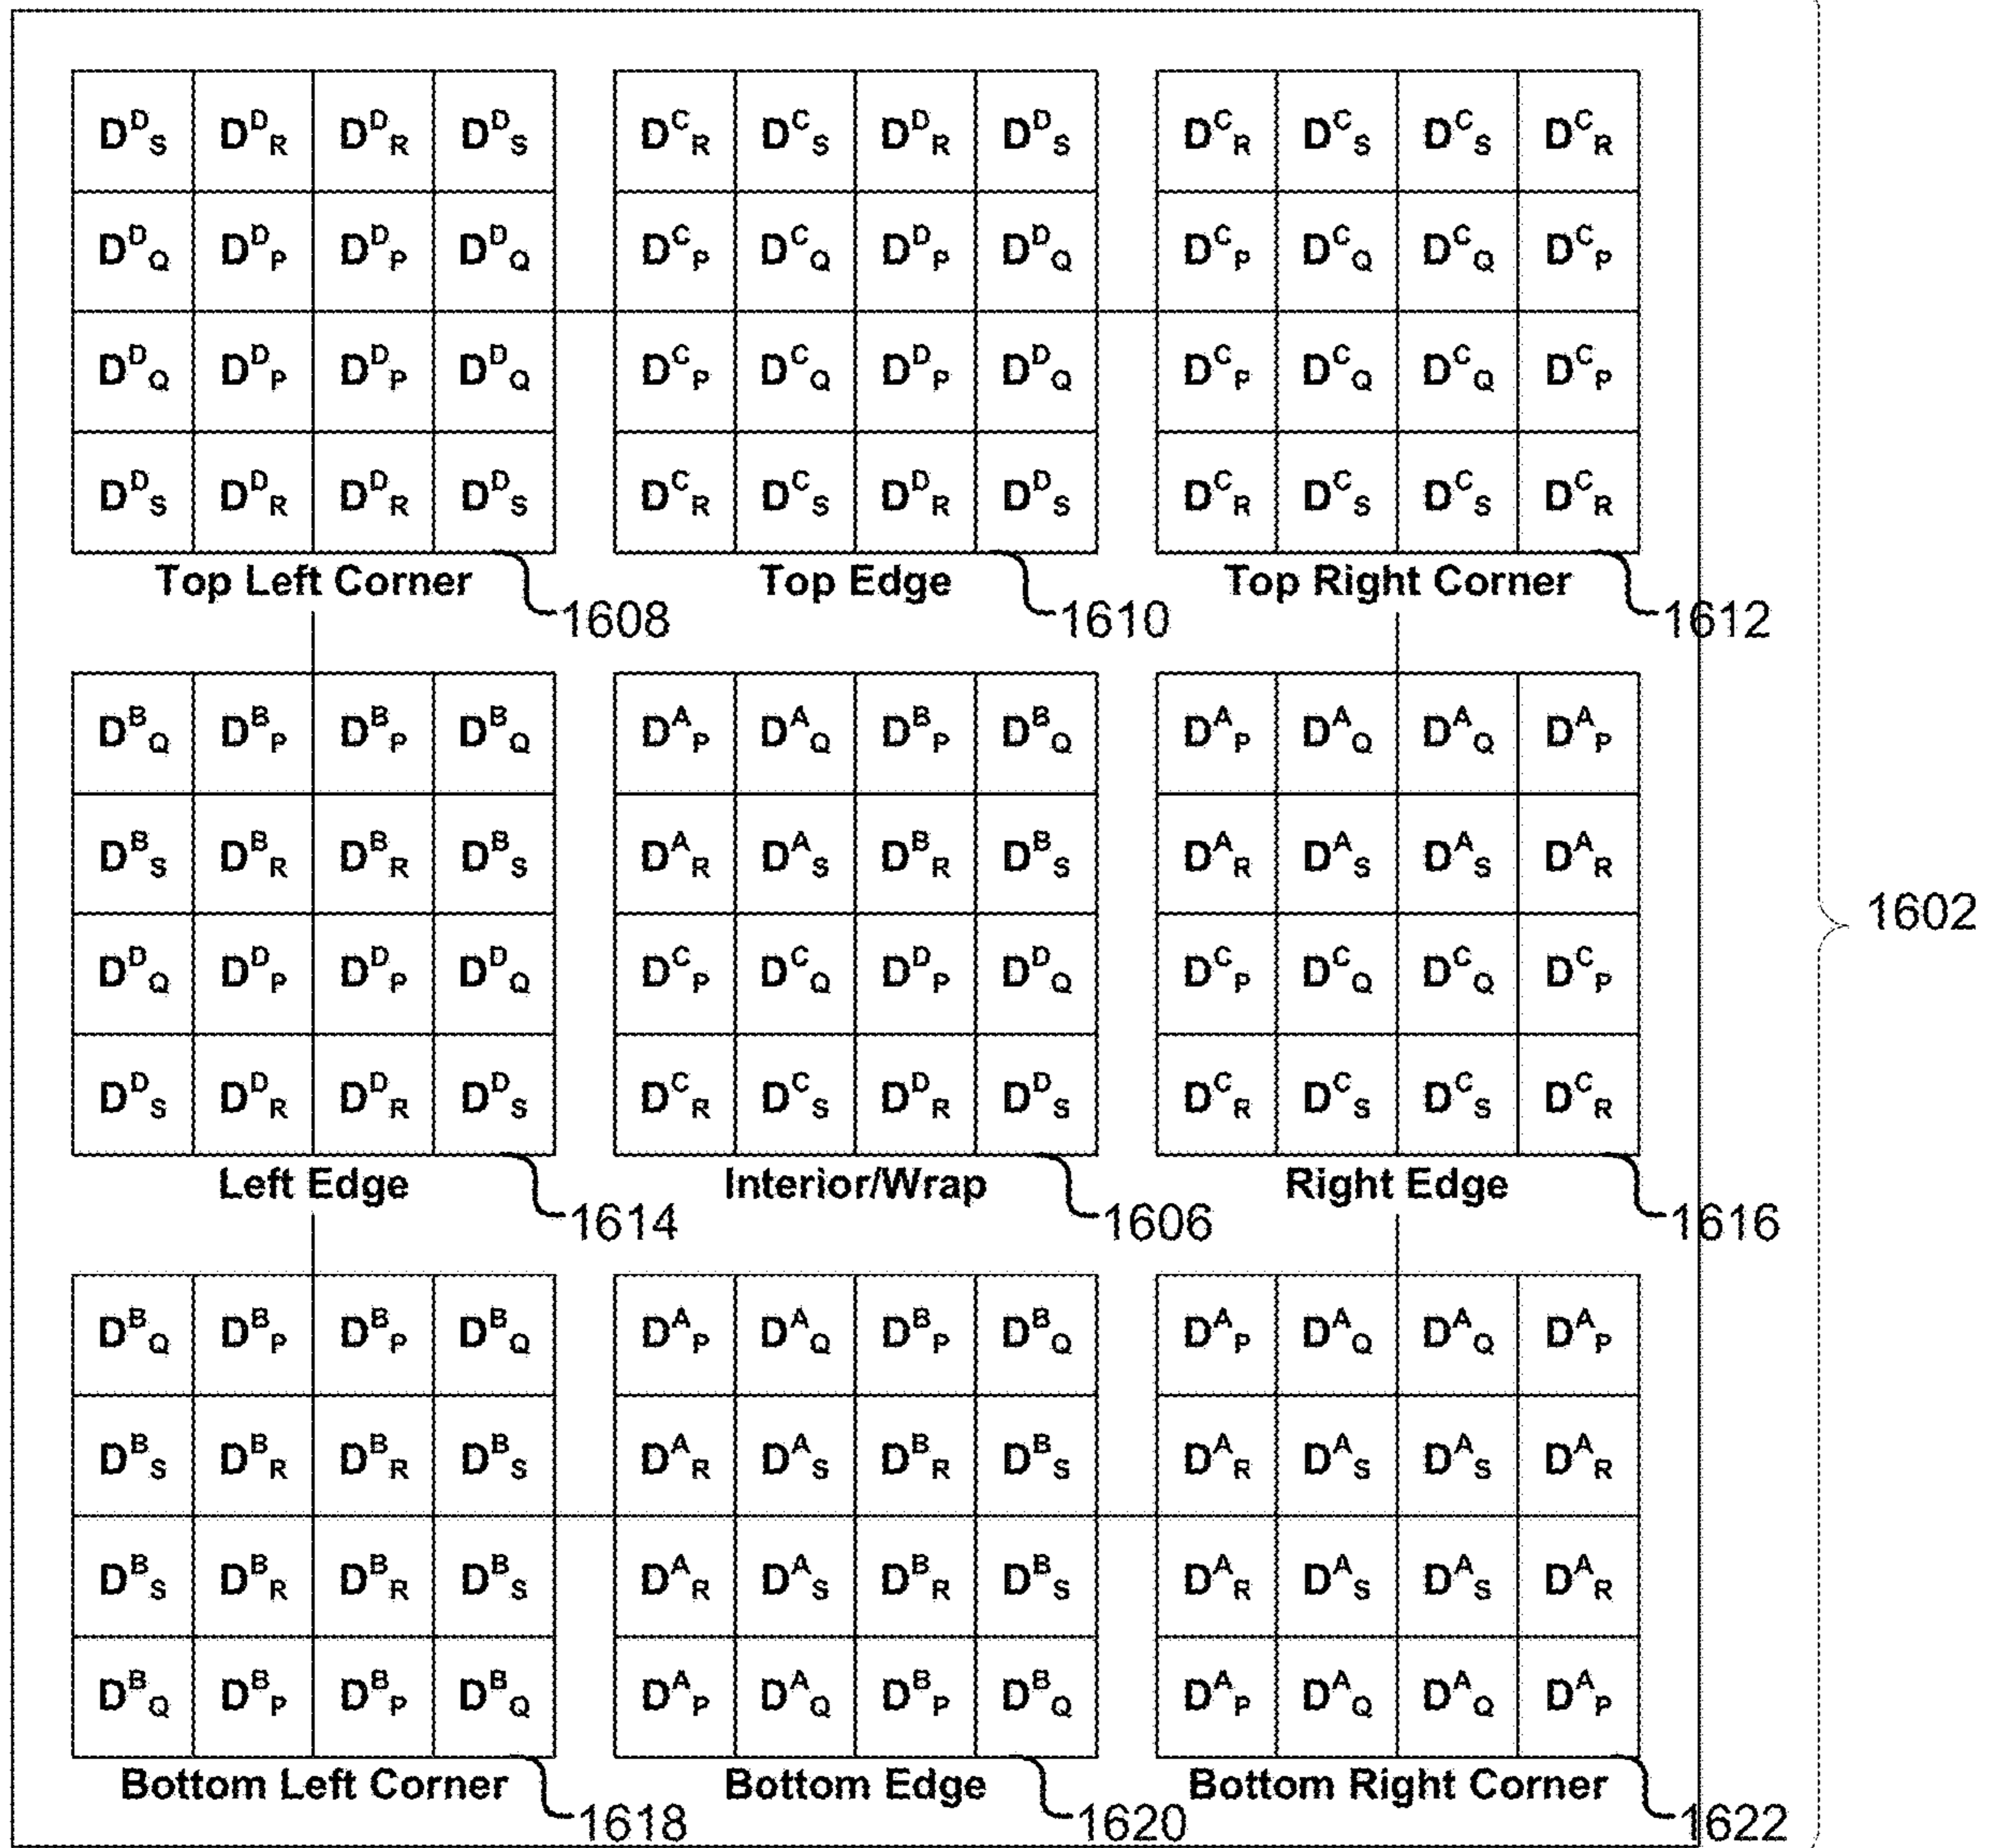 D^D_S D^D_R D^D_R D^D_S D^C_R D^C_S D^D_R D^D_S D^C_R D^C_S D^C_S D^C_R
D^D_Q D^D_P D^D_P D^D_Q D^C_P D^C_Q D^D_P D^D_Q D^C_P D^C_Q D^C_Q D^C_P
D^D_Q D^D_P D^D_P D^D_Q D^C_P D^C_Q D^D_P D^D_Q D^C_P D^C_Q D^C_Q D^C_P
D^D_S D^D_R D^D_R D^D_S D^C_R D^C_S D^D_R D^D_S D^C_R D^C_S D^C_S D^C_R
Top Left Corner Top Edge Top Right Corner
1608 1610 1612
D^B_Q D^B_P D^B_P D^B_Q D^A_P D^A_Q D^B_P D^B_Q D^A_P D^A_Q D^A_Q D^A_P
D^B_S D^B_R D^B_R D^B_S D^A_R D^A_S D^B_R D^B_S D^A_R D^A_S D^A_S D^A_R
1602
D^D_Q D^D_P D^D_P D^D_Q D^C_P D^C_Q D^D_P D^D_Q D^C_P D^C_Q D^C_Q D^C_P
D^D_S D^D_R D^D_R D^D_S D^C_R D^C_S D^D_R D^D_S D^C_R D^C_S D^C_S D^C_R
Left Edge Interior/Wrap Right Edge
1614 1606 1616
D^B_Q D^B_P D^B_P D^B_Q D^A_P D^A_Q D^B_P D^B_Q D^A_P D^A_Q D^A_Q D^A_P
D^B_S D^B_R D^B_R D^B_S D^A_R D^A_S D^B_R D^B_S D^A_R D^A_S D^A_S D^A_R
D^B_S D^B_R D^B_R D^B_S D^A_R D^A_S D^B_R D^B_S D^A_R D^A_S D^A_S D^A_R
D^B_Q D^B_P D^B_P D^B_Q D^A_P D^A_Q D^B_P D^B_Q D^A_P D^A_Q D^A_Q D^A_P
Bottom Left Corner Bottom Edge Bottom Right Corner
1618 1620 1622